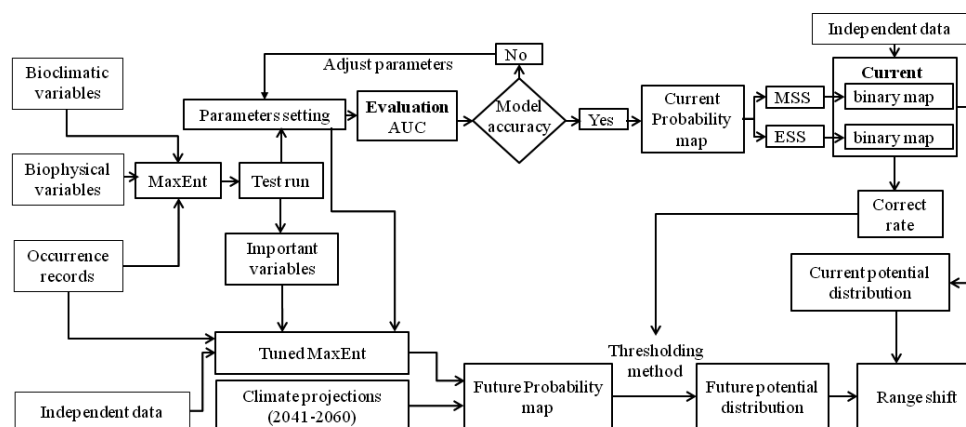 Independent data
No
Adjust parameters
Bioclimatic
variables
Current
Parameters setting
Evaluation
AUC
Model
accuracy
Yes
Current
Probability
map
MSS
binary map
ESS
binary map
Biophysical
variables
MaxEnt
Test run
Correct
rate
Occurrence
records
Important
variables
Current potential
distribution
Tuned MaxEnt
Thresholding
method
Independent data
Climate projections
(2041-2060)
Future Probability
map
Future potential
distribution
Range shift